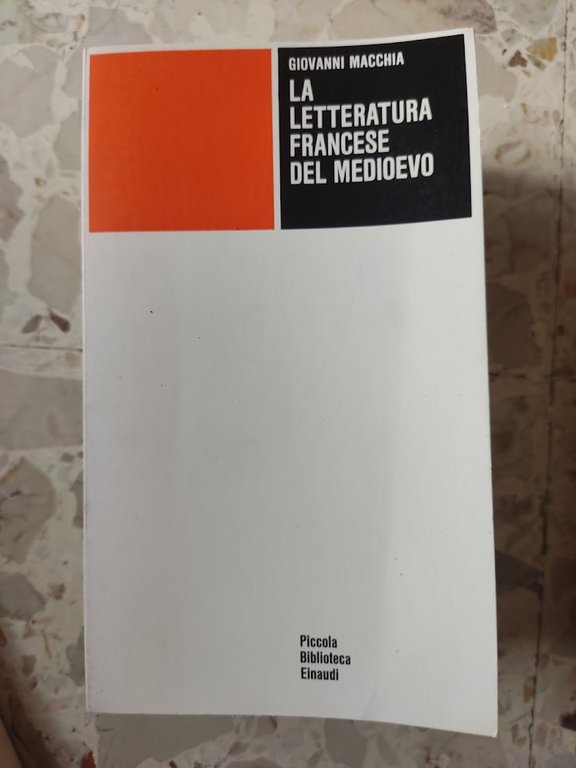 GIOVANNI MACCHIA
LA
LETTERATURA
FRANCESE
DEL MEDIOEVO
Piccola
Biblioteca
Einaudi